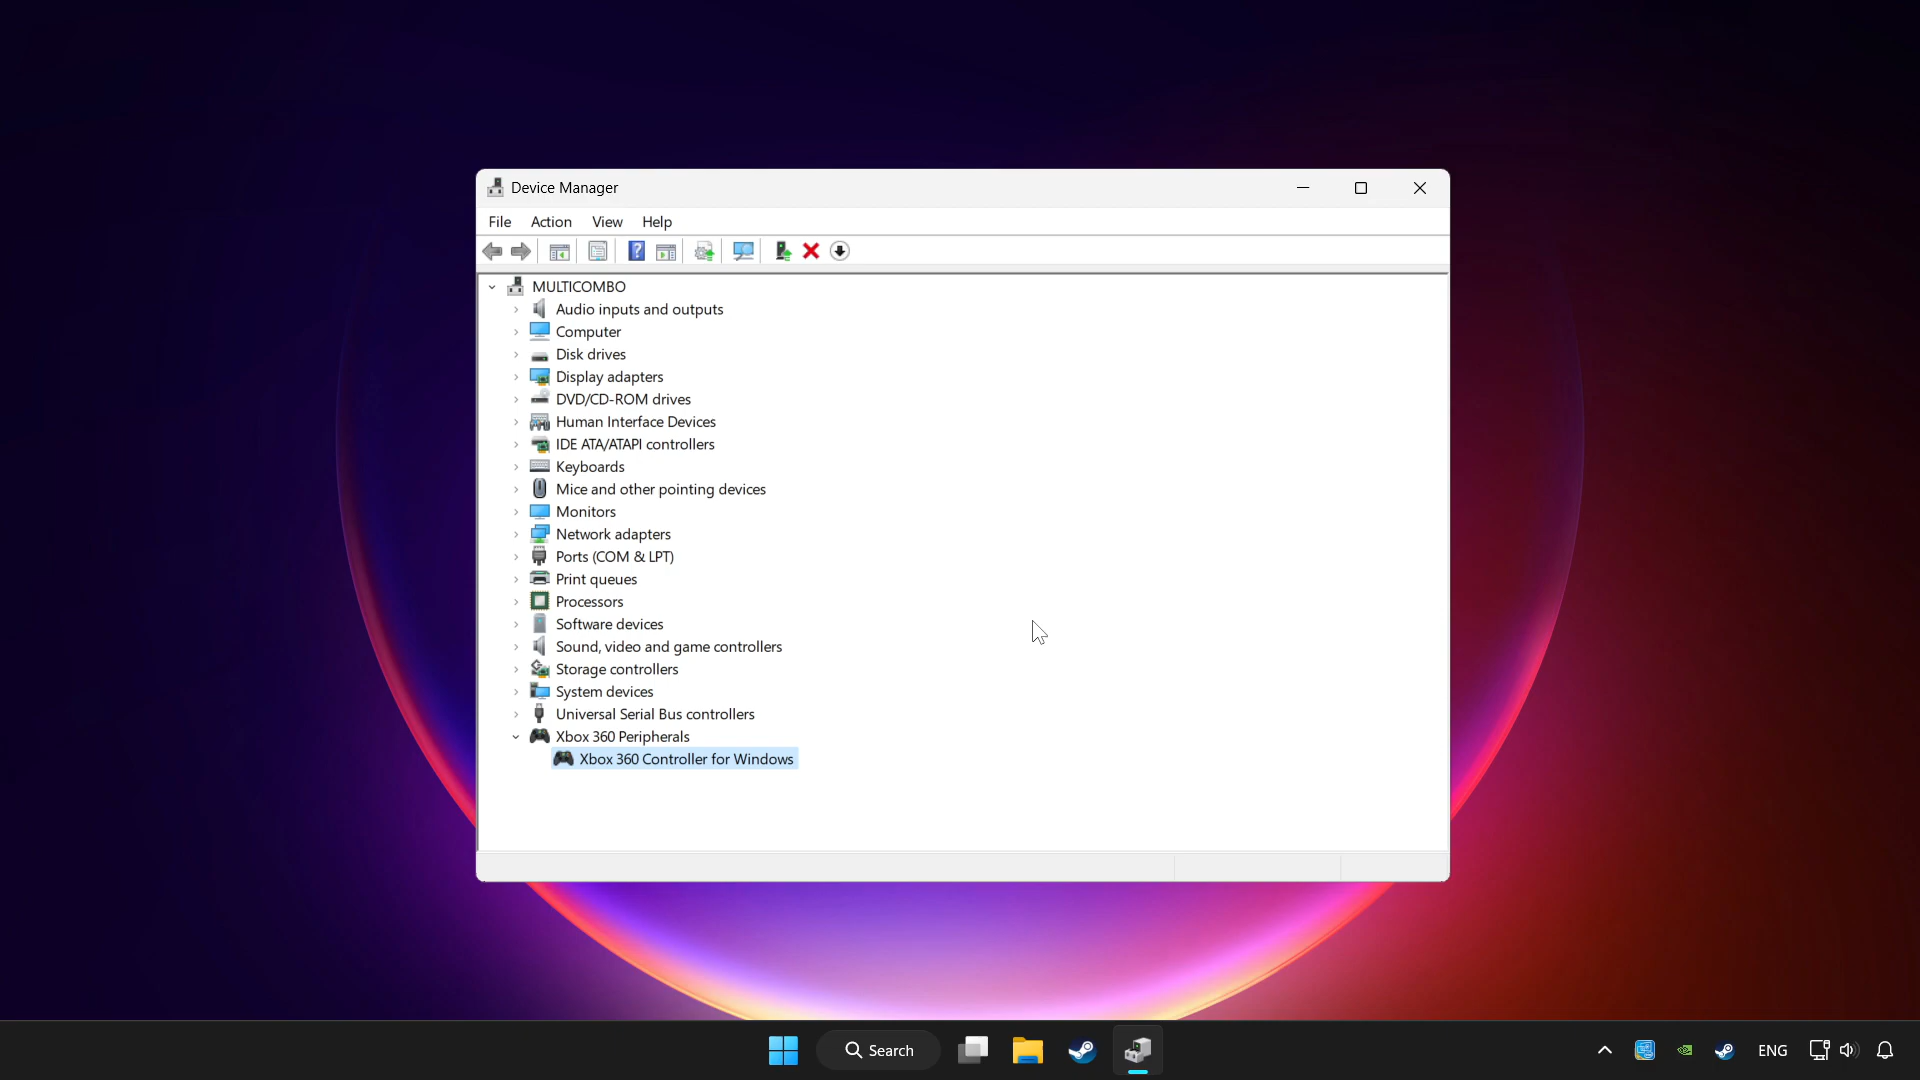 Device Manager
File Action View Help
MULTICOMBO
Audio inputs and outputs
Computer
Disk drives
Display adapters
DVD/CD-ROM drives
Human Interface Devices
IDE ATA/ATAPI controllers
Keyboards
Mice and other pointing devices
Monitors
Network adapters
Ports (COM & LPT)
Print queues
Processors
Software devices
Sound, video and game controllers
Storage controllers
System devices
Universal Serial Bus controllers
Xbox 360 Peripherals
Xbox 360 Controller for Windows
Search
ENG